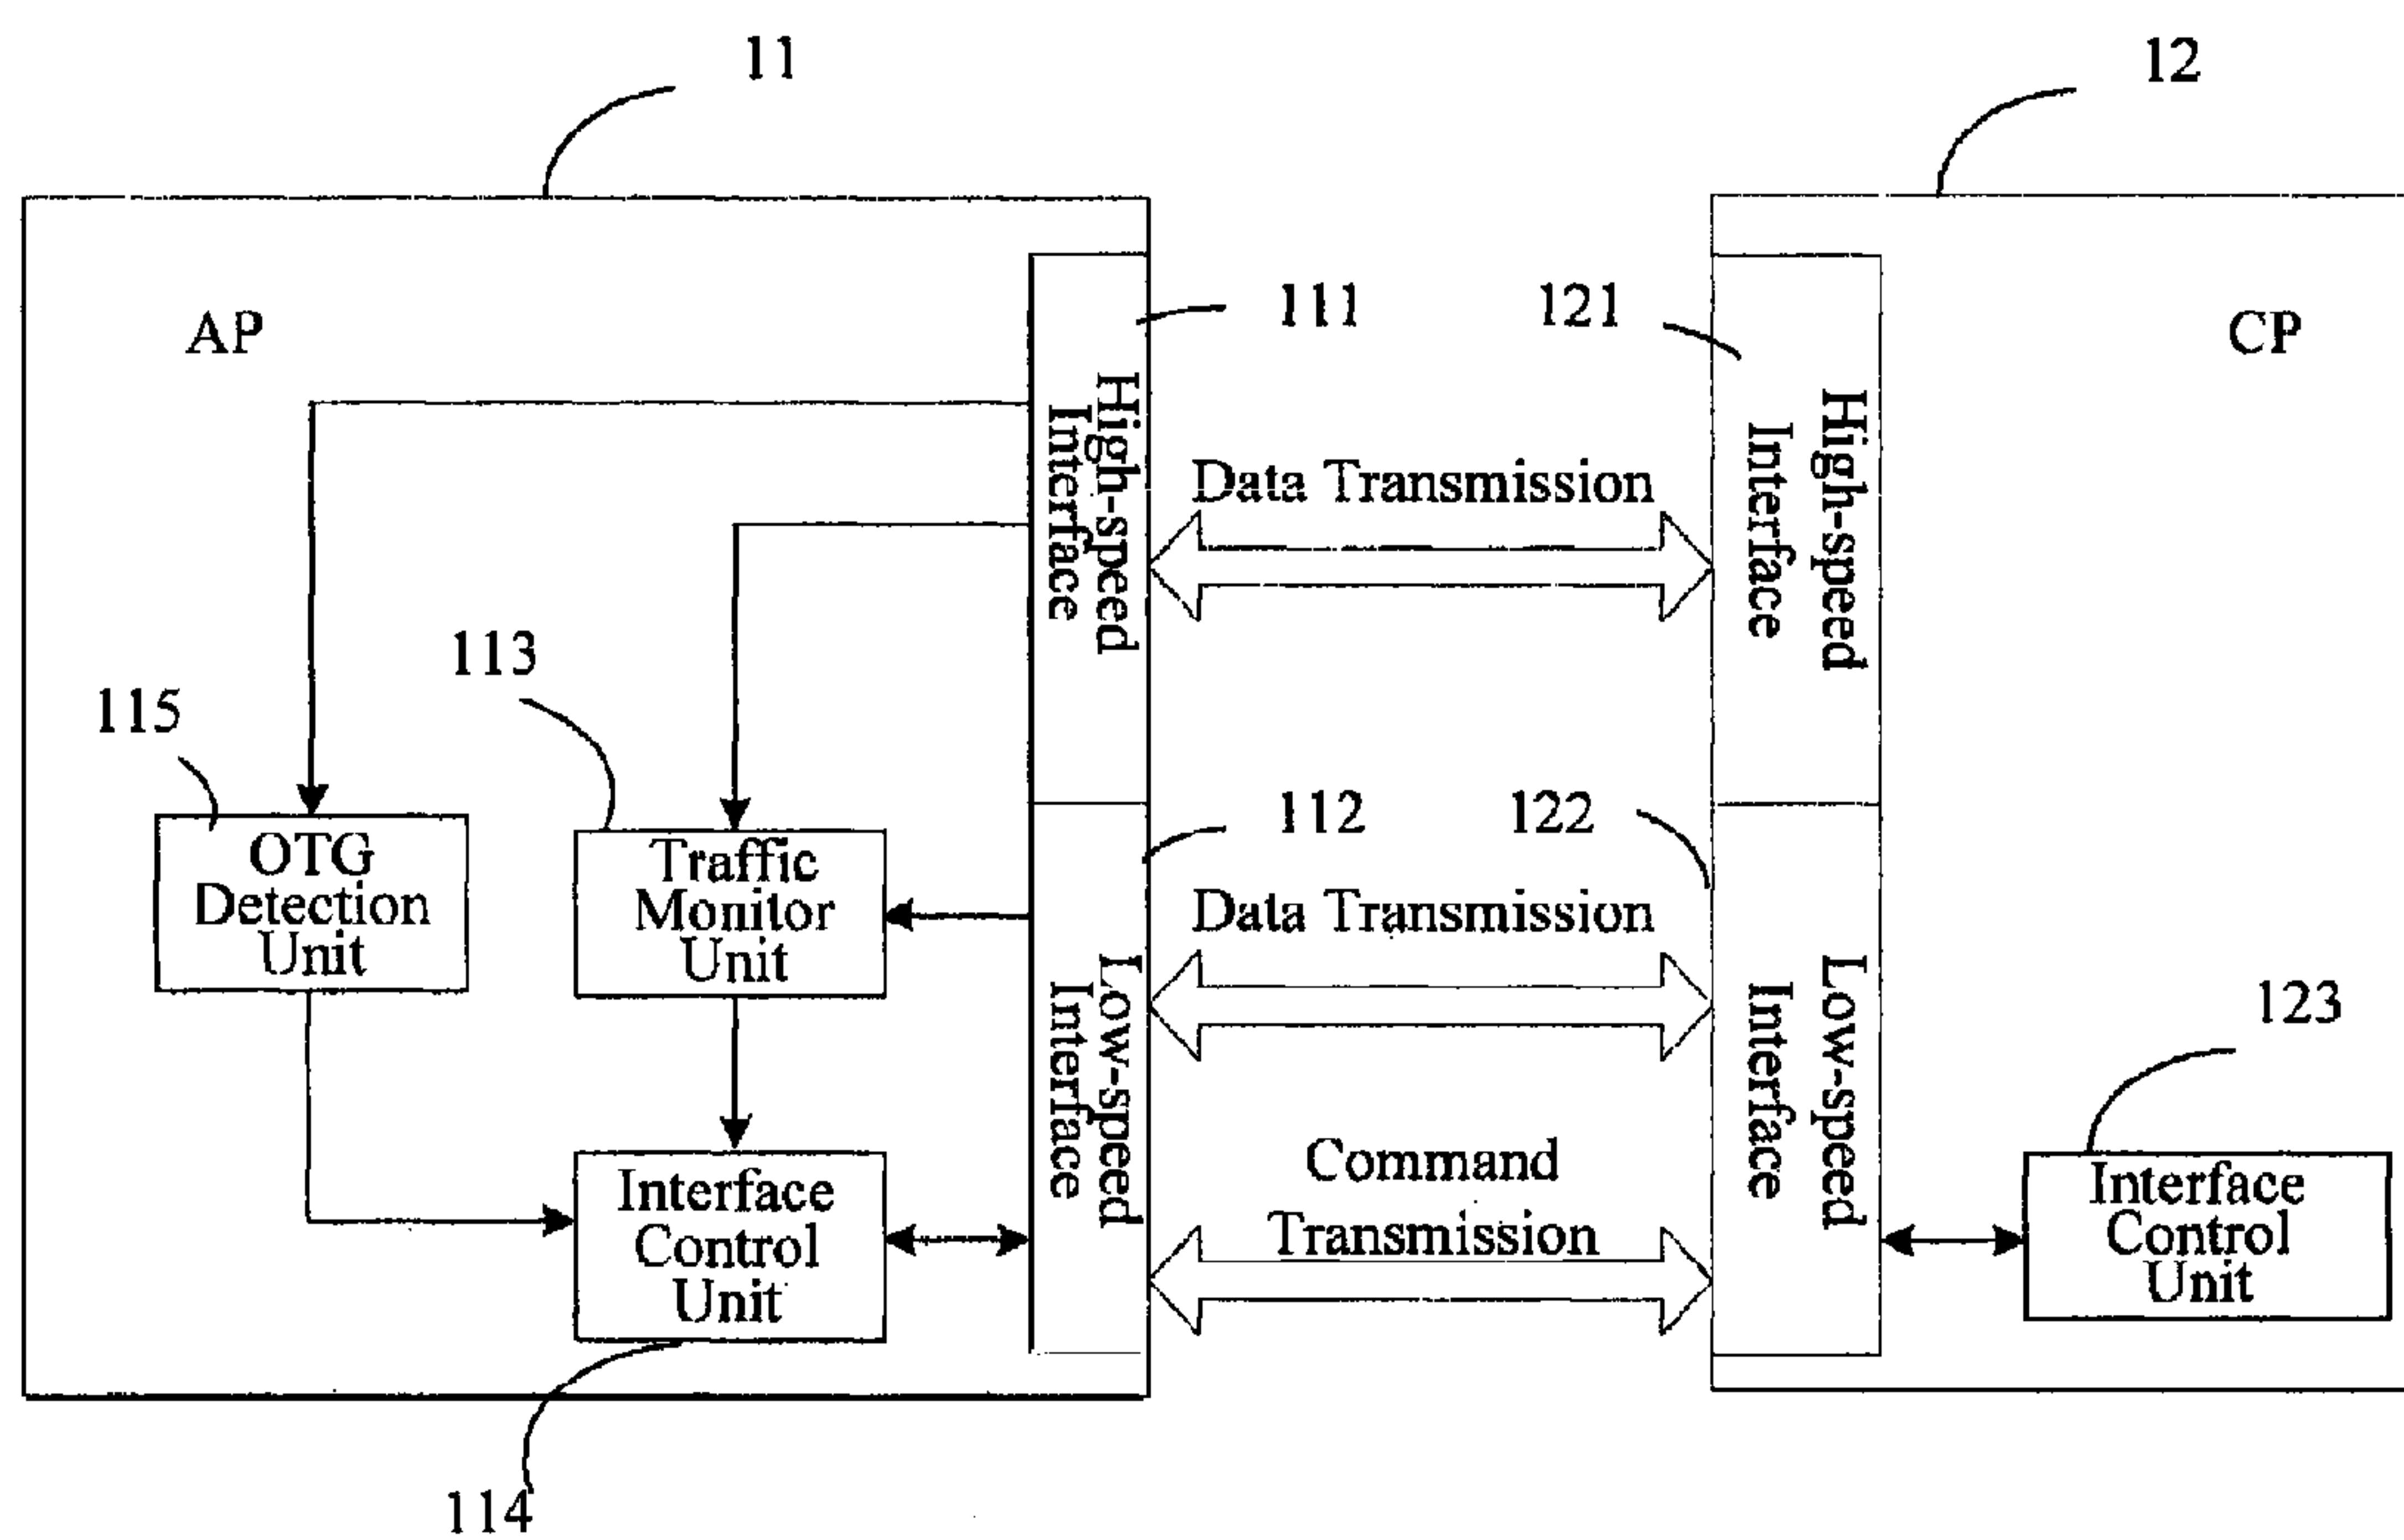 11
12
AP
111
121
CP
High-speed
Interface
High-speed
Interface
Data Transmission
113
115
112
122
OTG
Detection
Unit
Traffic
Monitor
Unit
Data Transmission
Low-speed
Interface
Low-speed
Interface
123
Command
Transmission
Interface
Control
Unit
Interface
Control
Unit
114